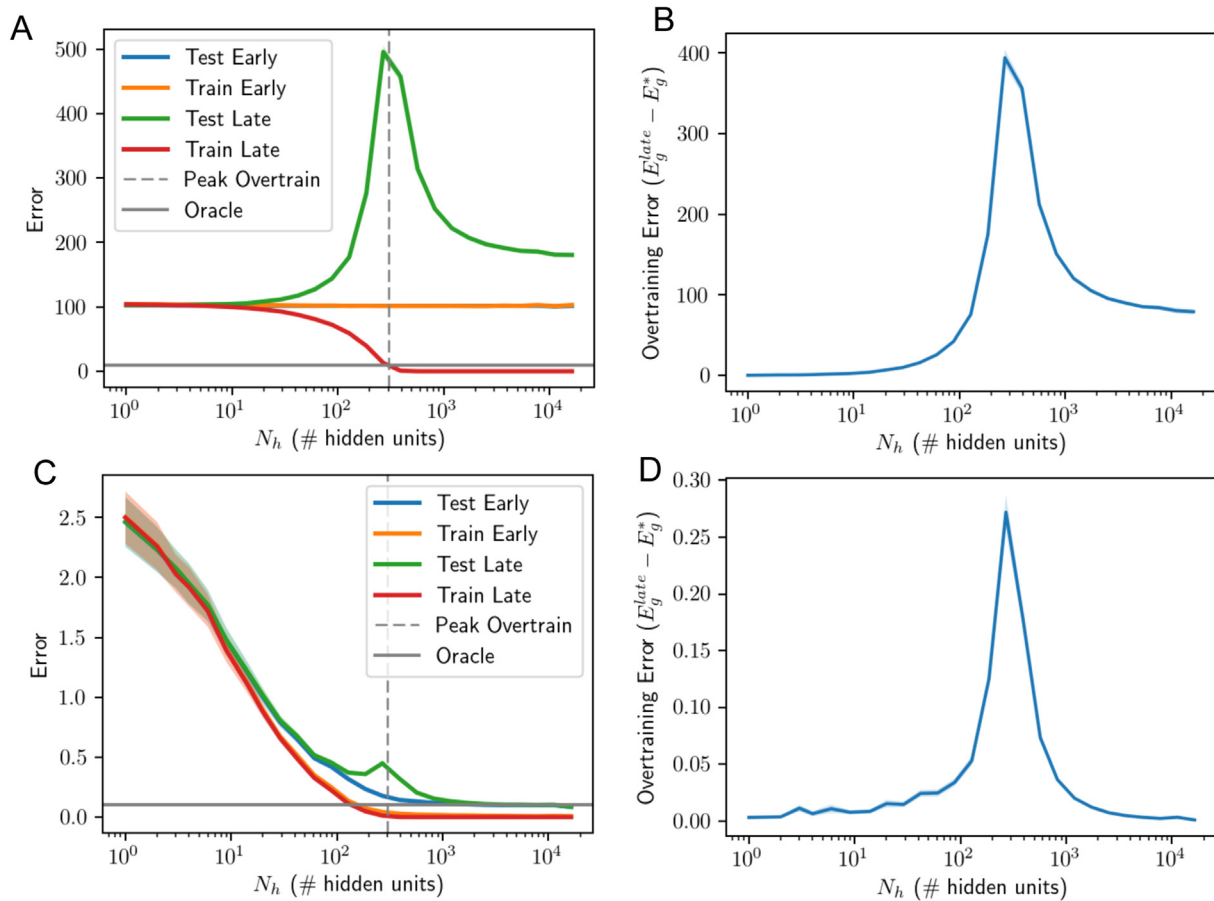 A
Error
500
400
300
200
100
0
Test Early
Train Early
Test Late
Train Late
Peak Overtrain
Oracle
10^0
10^1
10^2
10^3
10^4
N_h (# hidden units)
B
Overtraining Error (E_g^{late} − E_g^*)
400
300
200
100
0
10^0
10^1
10^2
10^3
10^4
N_h (# hidden units)
C
Error
2.5
2.0
1.5
1.0
0.5
0.0
Test Early
Train Early
Test Late
Train Late
Peak Overtrain
Oracle
10^0
10^1
10^2
10^3
10^4
N_h (# hidden units)
D
Overtraining Error (E_g^{late} − E_g^*)
0.30
0.25
0.20
0.15
0.10
0.05
0.00
10^0
10^1
10^2
10^3
10^4
N_h (# hidden units)